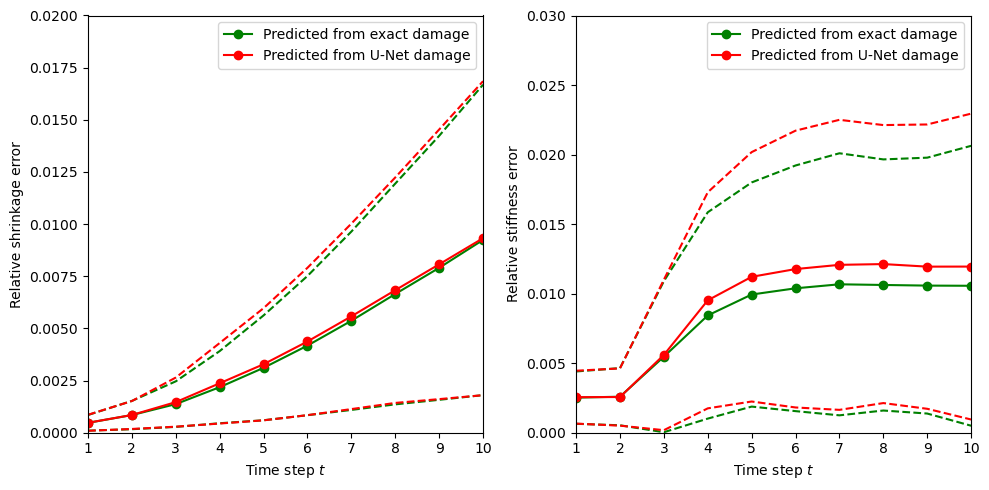 Relative shrinkage error
0.0200
0.0175
0.0150
0.0125
0.0100
0.0075
0.0050
0.0025
0.0000
Predicted from exact damage
Predicted from U-Net damage
1 2 3 4 5 6 7 8 9 10
Time step t
Relative stiffness error
0.030
0.025
0.020
0.015
0.010
0.005
0.000
Predicted from exact damage
Predicted from U-Net damage
1 2 3 4 5 6 7 8 9 10
Time step t